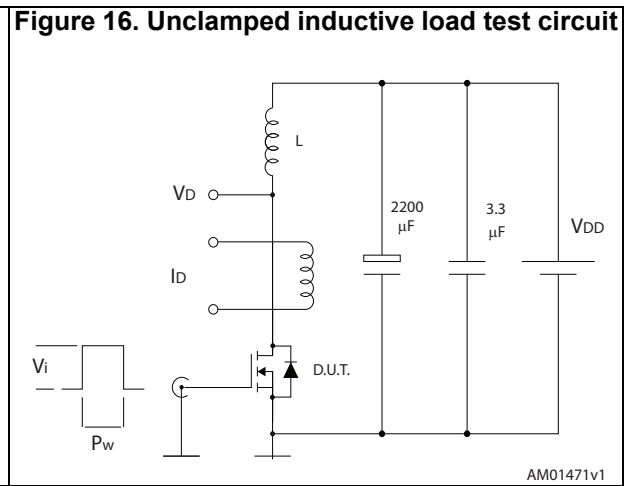 Figure 16. Unclamped inductive load test circuit
L
VD
2200
μF
3.3
μF
VDD
ID
Vi
D.U.T.
Pw
AM01471v1